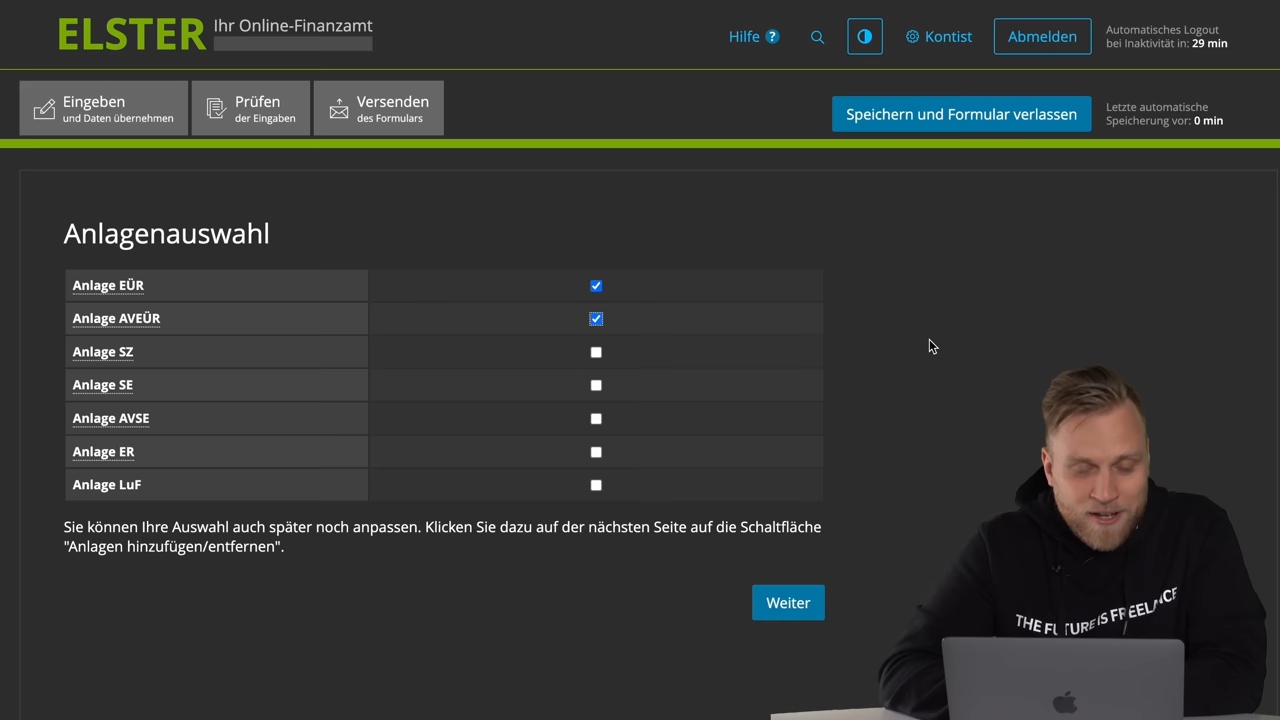 ELSTER
Ihr Online-Finanzamt
Hilfe ?
Kontist
Abmelden
Automatisches Logout
bei Inaktivität in: 29 min
Eingeben
und Daten übernehmen
Prüfen
der Eingaben
Versenden
des Formulars
Speichern und Formular verlassen
Letzte automatische
Speicherung vor: 0 min
Anlagenauswahl
Anlage EÜR
Anlage AVEÜR
Anlage SZ
Anlage SE
Anlage AVSE
Anlage ER
Anlage LuF
Sie können Ihre Auswahl auch später noch anpassen. Klicken Sie dazu auf der nächsten Seite auf die Schaltfläche
"Anlagen hinzufügen/entfernen".
Weiter
THE FUTURE IS FREELANCE